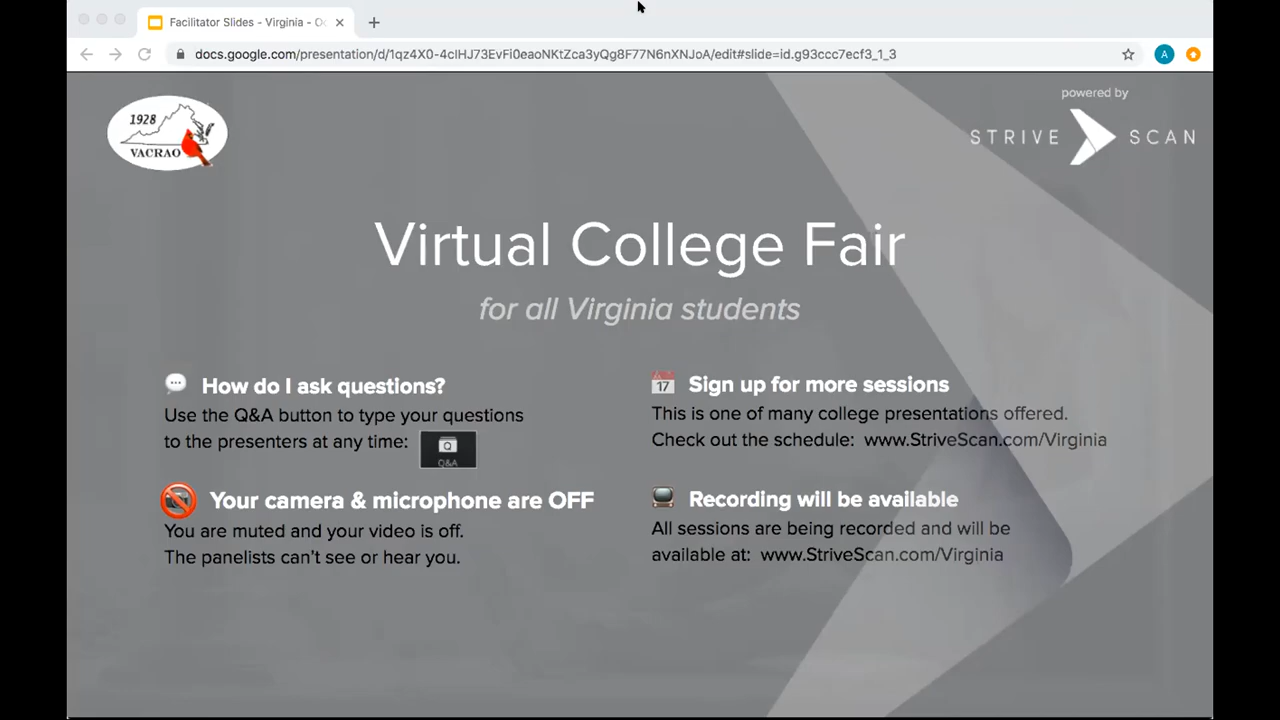 Facilitator Slides - Virginia - Oc
docs.google.com/presentation/d/1qz4X0-4cIHJ73EvFi0eaoNKtZca3yQg8F77N6nXNJoA/edit#slide=id.g93ccc7ecf3_1_3
A
1928
VACRAO
powered by
STRIVE SCAN
Virtual College Fair
for all Virginia students
How do I ask questions?
Use the Q&A button to type your questions
to the presenters at any time:
Q
Q&A
Your camera & microphone are OFF
You are muted and your video is off.
The panelists can't see or hear you.
17
Sign up for more sessions
This is one of many college presentations offered.
Check out the schedule: www.StriveScan.com/Virginia
Recording will be available
All sessions are being recorded and will be
available at: www.StriveScan.com/Virginia